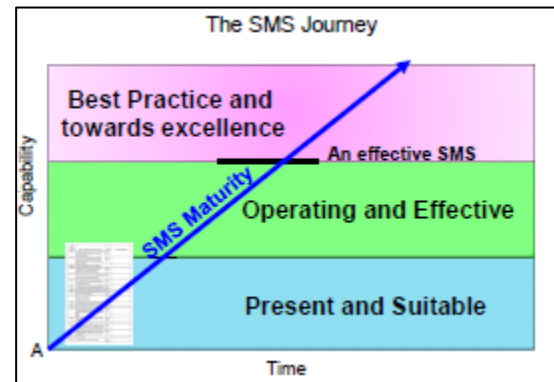 The SMS Journey
Best Practice and
towards excellence
An effective SMS
Capability
SMS Maturity
Operating and Effective
Present and Suitable
A
Time